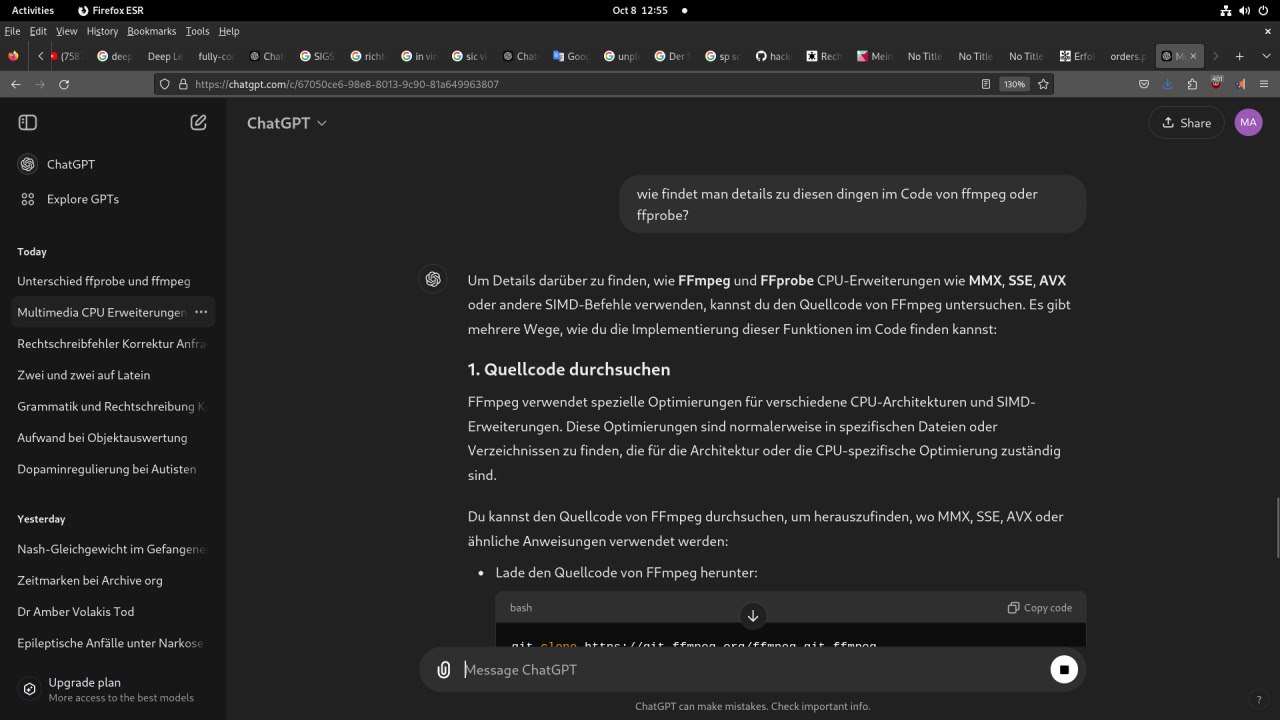 Activities Firefox ESR Oct 8 12:55
File Edit View History Bookmarks Tools Help
(758 deep Deep Le fully-co Chat SIGS richt in vir sic vi Chat Goo unpl Der S sp sc hack Rech Mein No Title No Title No Title Erfol orders.p
https://chatgpt.com/c/67050ce6-98e8-8013-9c90-81a649963807 130% 401
ChatGPT Share MA
ChatGPT
Explore GPTs
Today
Unterschied ffprobe und ffmpeg
Multimedia CPU Erweiterungen
Rechtschreibfehler Korrektur Anfra
Zwei und zwei auf Latein
Grammatik und Rechtschreibung K
Aufwand bei Objektauswertung
Dopaminregulierung bei Autisten
Yesterday
Nash-Gleichgewicht im Gefangene
Zeitmarken bei Archive org
Dr Amber Volakis Tod
Epileptische Anfälle unter Narkose
Upgrade plan
More access to the best models
wie findet man details zu diesen dingen im Code von ffmpeg oder
ffprobe?
Um Details darüber zu finden, wie FFmpeg und FFprobe CPU-Erweiterungen wie MMX, SSE, AVX
oder andere SIMD-Befehle verwenden, kannst du den Quellcode von FFmpeg untersuchen. Es gibt
mehrere Wege, wie du die Implementierung dieser Funktionen im Code finden kannst:
1. Quellcode durchsuchen
FFmpeg verwendet spezielle Optimierungen für verschiedene CPU-Architekturen und SIMD-
Erweiterungen. Diese Optimierungen sind normalerweise in spezifischen Dateien oder
Verzeichnissen zu finden, die für die Architektur oder die CPU-spezifische Optimierung zuständig
sind.
Du kannst den Quellcode von FFmpeg durchsuchen, um herauszufinden, wo MMX, SSE, AVX oder
ähnliche Anweisungen verwendet werden:
• Lade den Quellcode von FFmpeg herunter:
bash Copy code
git clone https://git.ffmpeg.org/ffmpeg.git ffmpeg
Message ChatGPT
ChatGPT can make mistakes. Check important info.
?